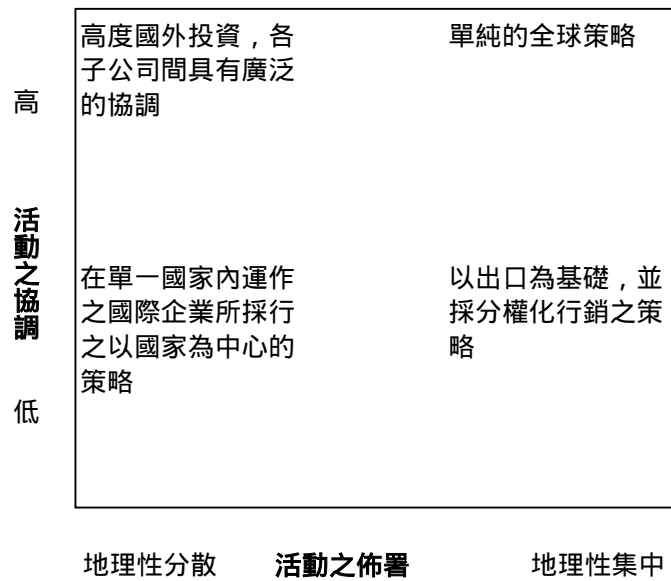 高度國外投資，各
子公司間具有廣泛
的協調
單純的全球策略
高
活動之協調
在單一國家內運作
之國際企業所採行
之以國家為中心的
策略
以出口為基礎，並
採分權化行銷之策
略
低
地理性分散 活動之佈署 地理性集中